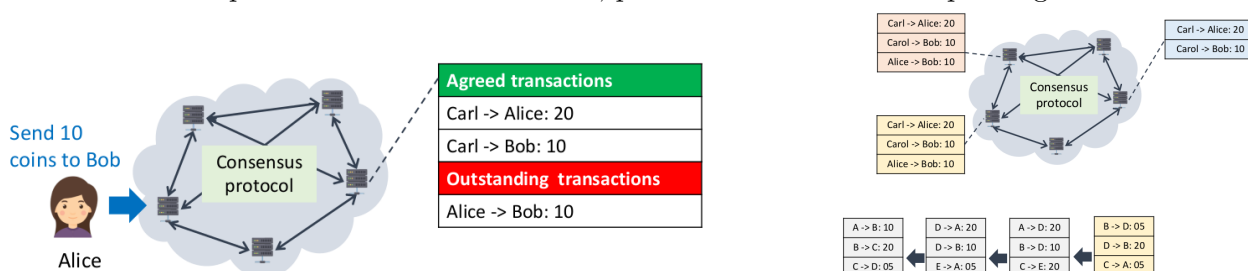 Send 10
coins to Bob
Alice
Consensus
protocol
Agreed transactions
Carl -> Alice: 20
Carl -> Bob: 10
Outstanding transactions
Alice -> Bob: 10
Carl -> Alice: 20
Carol -> Bob: 10
Alice -> Bob: 10
Consensus
protocol
Carl -> Alice: 20
Carol -> Bob: 10
Carl -> Alice: 20
Carol -> Bob: 10
Alice -> Bob: 10
A -> B: 10
B -> C: 20
C -> D: 05
D -> A: 20
D -> B: 10
E -> A: 05
A -> D: 20
B -> D: 10
C -> E: 20
B -> D: 05
D -> B: 20
C -> A: 05